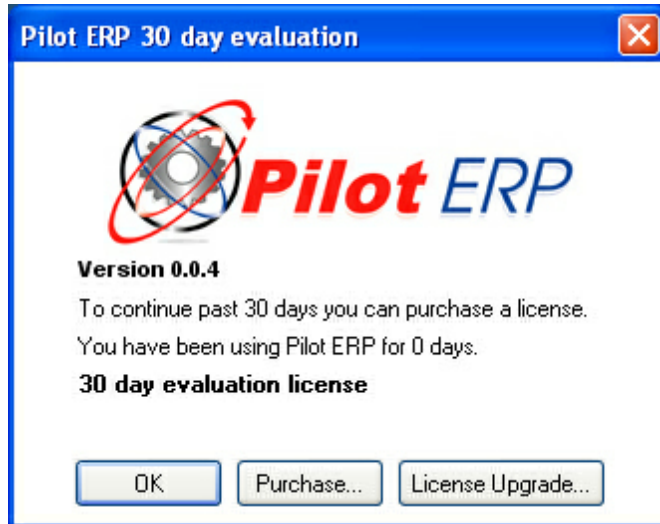 Pilot ERP 30 day evaluation
Pilot ERP
Version 0.0.4
To continue past 30 days you can purchase a license.
You have been using Pilot ERP for 0 days.
30 day evaluation license
OK Purchase... License Upgrade...